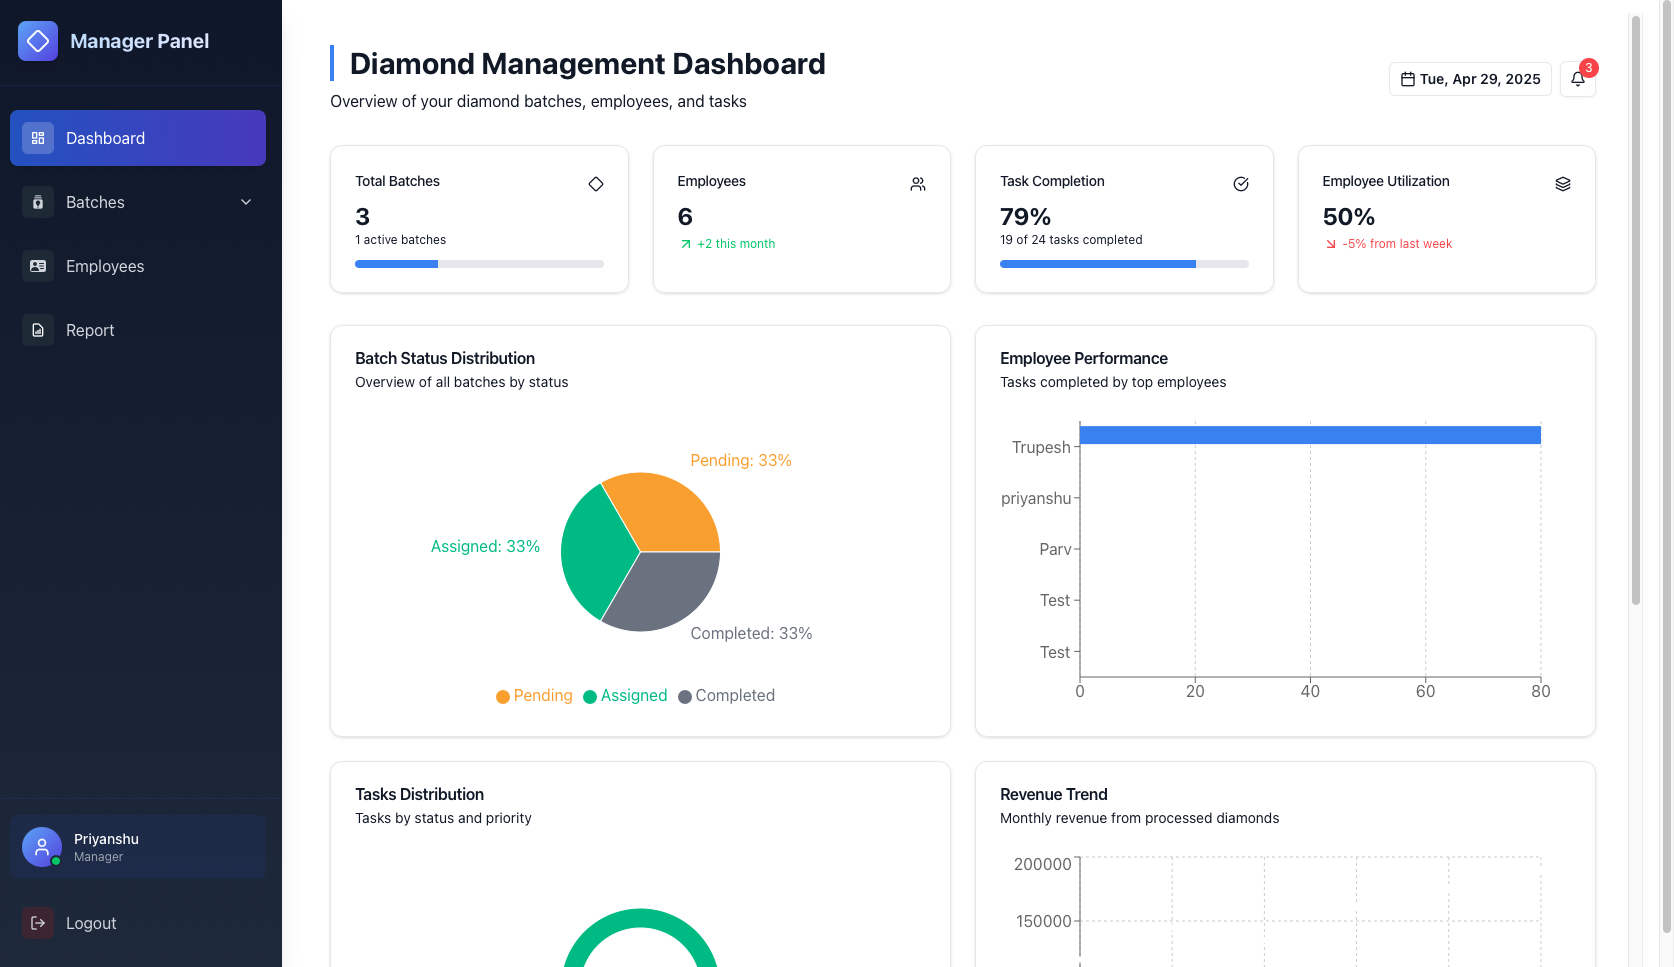 Manager Panel
Dashboard
Batches
Employees
Report
Priyanshu
Manager
Logout
Diamond Management Dashboard
Overview of your diamond batches, employees, and tasks
Tue, Apr 29, 2025
3
Total Batches
3
1 active batches
Employees
6
+2 this month
Task Completion
79%
19 of 24 tasks completed
Employee Utilization
50%
-5% from last week
Batch Status Distribution
Overview of all batches by status
Pending: 33%
Assigned: 33%
Completed: 33%
Pending Assigned Completed
Employee Performance
Tasks completed by top employees
Trupesh
priyanshu
Parv
Test
Test
0 20 40 60 80
Tasks Distribution
Tasks by status and priority
Revenue Trend
Monthly revenue from processed diamonds
200000
150000